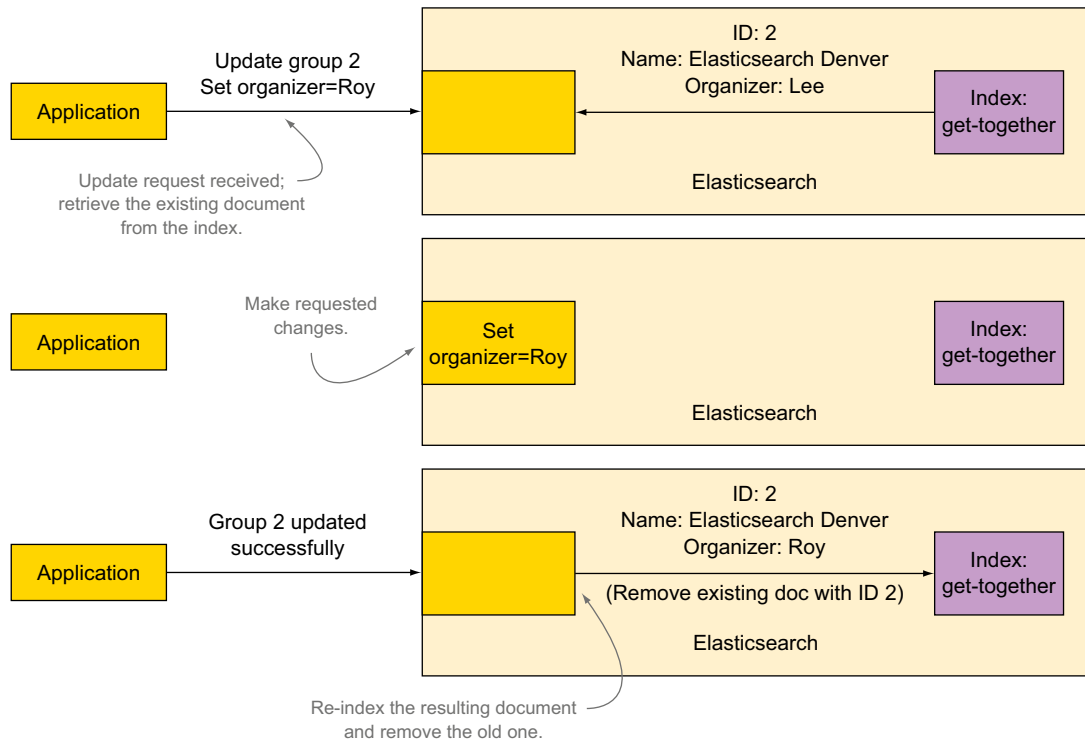 ID: 2
Name: Elasticsearch Denver
Organizer: Lee
Update group 2
Set organizer=Roy
Application
Index:
get-together
Update request received;
retrieve the existing document
from the index.
Elasticsearch
Make requested
changes.
Application
Set
organizer=Roy
Index:
get-together
Elasticsearch
ID: 2
Name: Elasticsearch Denver
Organizer: Roy
Group 2 updated
successfully
Application
(Remove existing doc with ID 2)
Index:
get-together
Elasticsearch
Re-index the resulting document
and remove the old one.